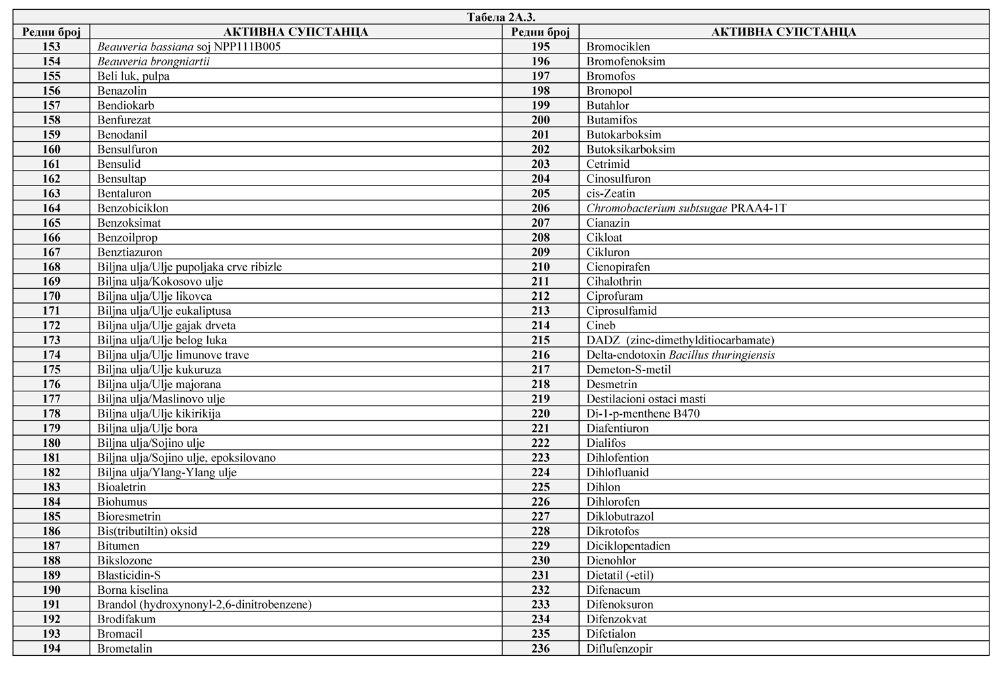 Табела 2А.3.
Редни број АКТИВНА СУПСТАНЦА Редни број АКТИВНА СУПСТАНЦА
153 Beauveria bassiana soj NPP111B005 195 Bromociklen
154 Beauveria brongniartii 196 Bromofenoksim
155 Beli luk, pulpa 197 Bromofos
156 Benazolin 198 Bronopol
157 Bendiokarb 199 Butahlor
158 Benfurezat 200 Butamifos
159 Benodanil 201 Butokarboksim
160 Bensulfuron 202 Butoksikarboksim
161 Bensulid 203 Cetrimid
162 Bensultap 204 Cinosulfuron
163 Bentaluron 205 cis-Zeatin
164 Benzobiciklon 206 Chromobacterium subtsugae PRAA4-1T
165 Benzoksimat 207 Cianazin
166 Benzoilprop 208 Cikloat
167 Benztiazuron 209 Cikluron
168 Biljna ulja/Ulje pupoljaka crve ribizle 210 Cienopirafen
169 Biljna ulja/Kokosovo ulje 211 Cihalothrin
170 Biljna ulja/Ulje likovca 212 Ciprofuram
171 Biljna ulja/Ulje eukaliptusa 213 Ciprosulfamid
172 Biljna ulja/Ulje gajak drveta 214 Cineb
173 Biljna ulja/Ulje belog luka 215 DADZ (zinc-dimethylditiocarbamate)
174 Biljna ulja/Ulje limunove trave 216 Delta-endotoxin Bacillus thuringiensis
175 Biljna ulja/Ulje kukuruza 217 Demeton-S-metil
176 Biljna ulja/Ulje majorana 218 Desmetrin
177 Biljna ulja/Maslinovo ulje 219 Destilacioni ostaci masti
178 Biljna ulja/Ulje kikirikija 220 Di-1-p-menthene B470
179 Biljna ulja/Ulje bora 221 Diafentiuron
180 Biljna ulja/Sojino ulje 222 Dialifos
181 Biljna ulja/Sojino ulje, epoksilovano 223 Dihlofention
182 Biljna ulja/Ylang-Ylang ulje 224 Dihlofluanid
183 Bioaletrin 225 Dihlon
184 Biohumus 226 Dihlorofen
185 Bioresmetrin 227 Diklobutrazol
186 Bis(tributiltin) oksid 228 Dikrotofos
187 Bitumen 229 Diciklopentadien
188 Bikslozone 230 Dienohlor
189 Blasticidin-S 231 Dietatil (-etil)
190 Borna kiselina 232 Difenacum
191 Brandol (hydroxynonyl-2,6-dinitrobenzene) 233 Difenoksuron
192 Brodifakum 234 Difenzokvat
193 Bromacil 235 Difetialon
194 Brometalin 236 Diflufenzopir